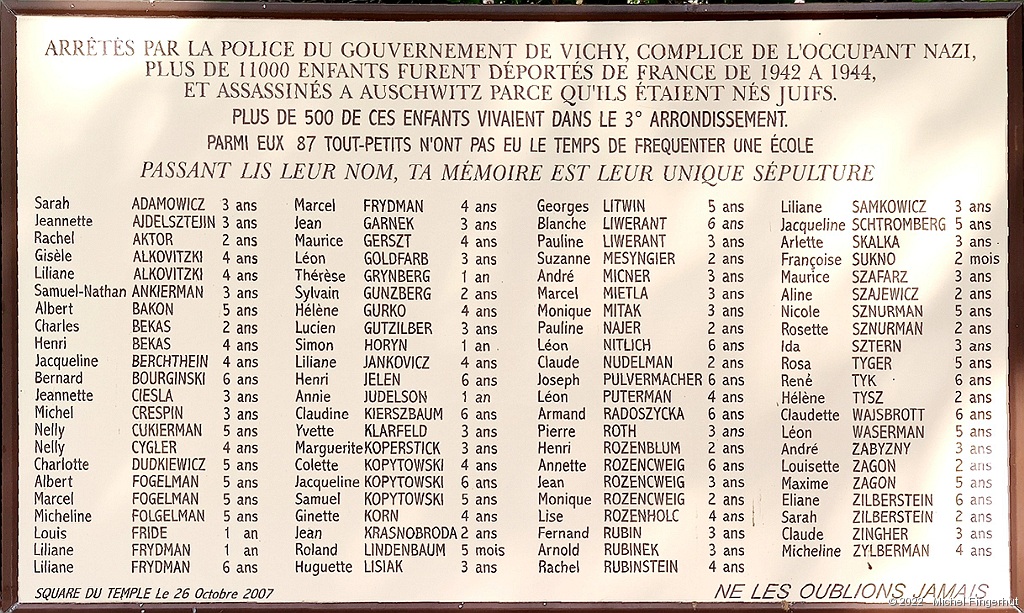 ARRÊTÉS PAR LA POLICE DU GOUVERNEMENT DE VICHY, COMPLICE DE L'OCCUPANT NAZI,
PLUS DE 11000 ENFANTS FURENT DÉPORTÉS DE FRANCE DE 1942 A 1944,
ET ASSASSINÉS A AUSCHWITZ PARCE QU'ILS ÉTAIENT NÉS JUIFS.
PLUS DE 500 DE CES ENFANTS VIVAIENT DANS LE 3° ARRONDISSEMENT.
PARMI EUX 87 TOUT-PETITS N'ONT PAS EU LE TEMPS DE FREQUENTER UNE ÉCOLE
PASSANT LIS LEUR NOM, TA MÉMOIRE EST LEUR UNIQUE SÉPULTURE
Sarah ADAMOWICZ 3 ans
Jeannette AJDELSZTEJN 3 ans
Rachel AKTOR 2 ans
Gisèle ALKOVITZKI 4 ans
Liliane ALKOVITZKI 4 ans
Samuel-Nathan ANKIERMAN 3 ans
Albert BAKON 5 ans
Charles BEKAS 2 ans
Henri BEKAS 4 ans
Jacqueline BERCHTHEIN 4 ans
Bernard BOURGINSKI 6 ans
Jeannette CIESLA 3 ans
Michel CRESPIN 3 ans
Nelly CUKIERMAN 5 ans
Nelly CYGLER 4 ans
Charlotte DUDKIEWICZ 5 ans
Albert FOGELMAN 5 ans
Marcel FOGELMAN 5 ans
Micheline FOLGELMAN 5 ans
Louis FRIDE 1 an
Liliane FRYDMAN 1 an
Liliane FRYDMAN 6 ans
Marcel FRYDMAN 4 ans
Jean GARNEK 3 ans
Maurice GERSZT 4 ans
Léon GOLDFARB 3 ans
Thérèse GRYNBERG 1 an
Sylvain GUNZBERG 2 ans
Hélène GURKO 4 ans
Lucien GUTZILBER 3 ans
Simon HORYN 1 an
Liliane JANKOVICZ 4 ans
Henri JELEN 6 ans
Annie JUDELSON 1 an
Claudine KIERSZBAUM 6 ans
Yvette KLARFELD 3 ans
Marguerite KOPERSTICK 3 ans
Colette KOPYTOWSKI 4 ans
Jacqueline KOPYTOWSKI 6 ans
Samuel KOPYTOWSKI 5 ans
Ginette KORN 4 ans
Jean KRASNOBRODA 2 ans
Roland LINDENBAUM 5 mois
Huguette LISIAK 3 ans
Georges LITWIN 5 ans
Blanche LIWERANT 6 ans
Pauline LIWERANT 3 ans
Suzanne MESYNGIER 2 ans
André MICNER 3 ans
Marcel MIETLA 3 ans
Monique MITAK 3 ans
Pauline NAJER 2 ans
Léon NITLICH 6 ans
Claude NUDELMAN 2 ans
Joseph PULVERMACHER 6 ans
Léon PUTERMAN 4 ans
Armand RADOSZYCKA 6 ans
Pierre ROTH 3 ans
Henri ROZENBLUM 2 ans
Annette ROZENCWEIG 6 ans
Jean ROZENCWEIG 3 ans
Monique ROZENCWEIG 2 ans
Lise ROZENHOLC 4 ans
Fernand RUBIN 3 ans
Arnold RUBINEK 3 ans
Rachel RUBINSTEIN 4 ans
Liliane SAMKOWICZ 3 ans
Jacqueline SCHTROMBERG 5 ans
Arlette SKALKA 3 ans
Françoise SUKNO 2 mois
Maurice SZAFARZ 3 ans
Aline SZAJEWICZ 2 ans
Nicole SZNURMAN 5 ans
Rosette SZNURMAN 2 ans
Ida SZTERN 3 ans
Rosa TYGER 5 ans
René TYK 6 ans
Hélène TYSZ 2 ans
Claudette WAJSBROTT 6 ans
Léon WASERMAN 5 ans
André ZABYZNY 3 ans
Louisette ZAGON 2 ans
Maxime ZAGON 5 ans
Eliane ZILBERSTEIN 6 ans
Sarah ZILBERSTEIN 2 ans
Claude ZINGHER 3 ans
Micheline ZYLBERMAN 4 ans
SQUARE DU TEMPLE Le 26 Octobre 2007
NE LES OUBLIONS JAMAIS
© 2022 - Michel Fingerhut